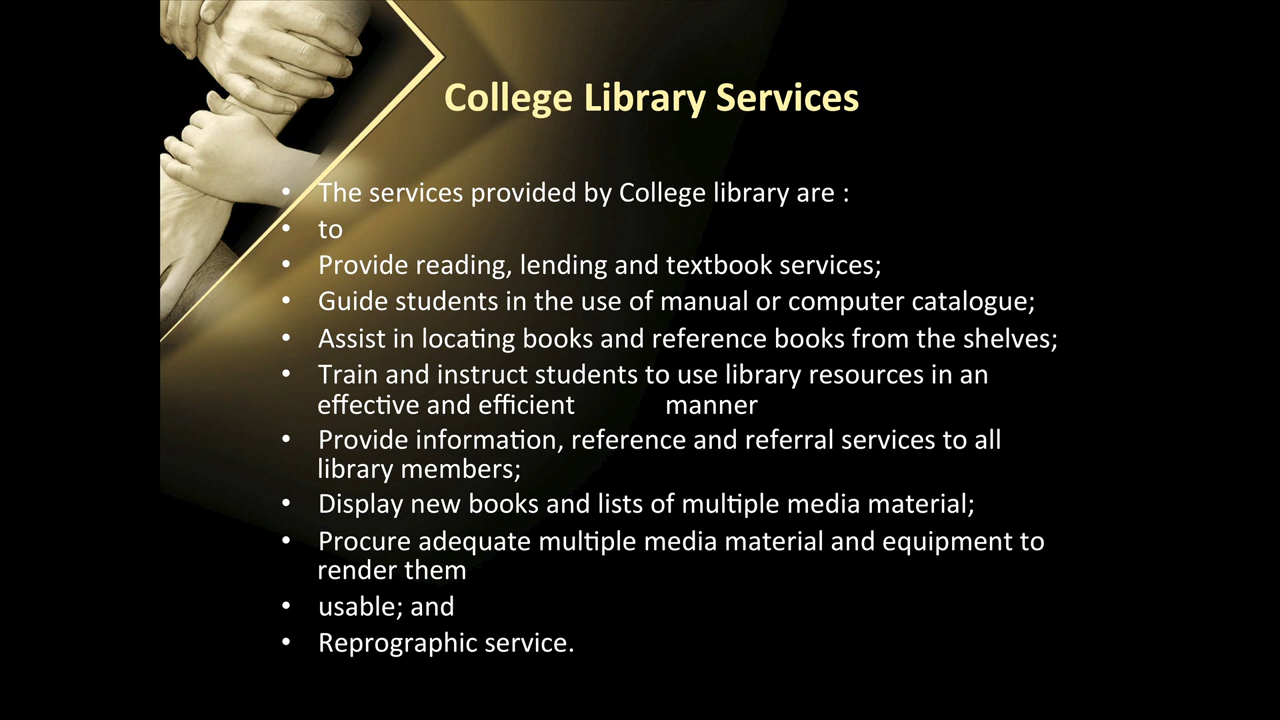 College Library Services
• The services provided by College library are :
• to
• Provide reading, lending and textbook services;
• Guide students in the use of manual or computer catalogue;
• Assist in locating books and reference books from the shelves;
• Train and instruct students to use library resources in an
effective and efficient manner
• Provide information, reference and referral services to all
library members;
• Display new books and lists of multiple media material;
• Procure adequate multiple media material and equipment to
render them
• usable; and
• Reprographic service.